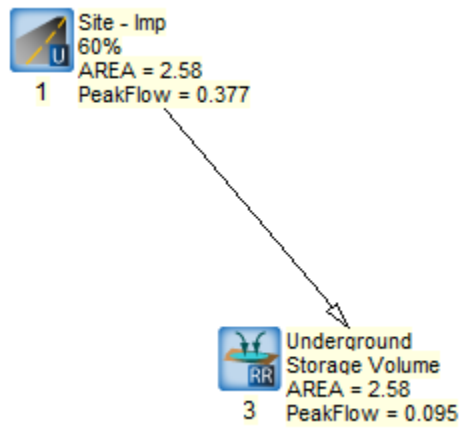 Site - Imp
60%
AREA = 2.58
PeakFlow = 0.377
U
1
Underground
Storage Volume
AREA = 2.58
PeakFlow = 0.095
RR
3